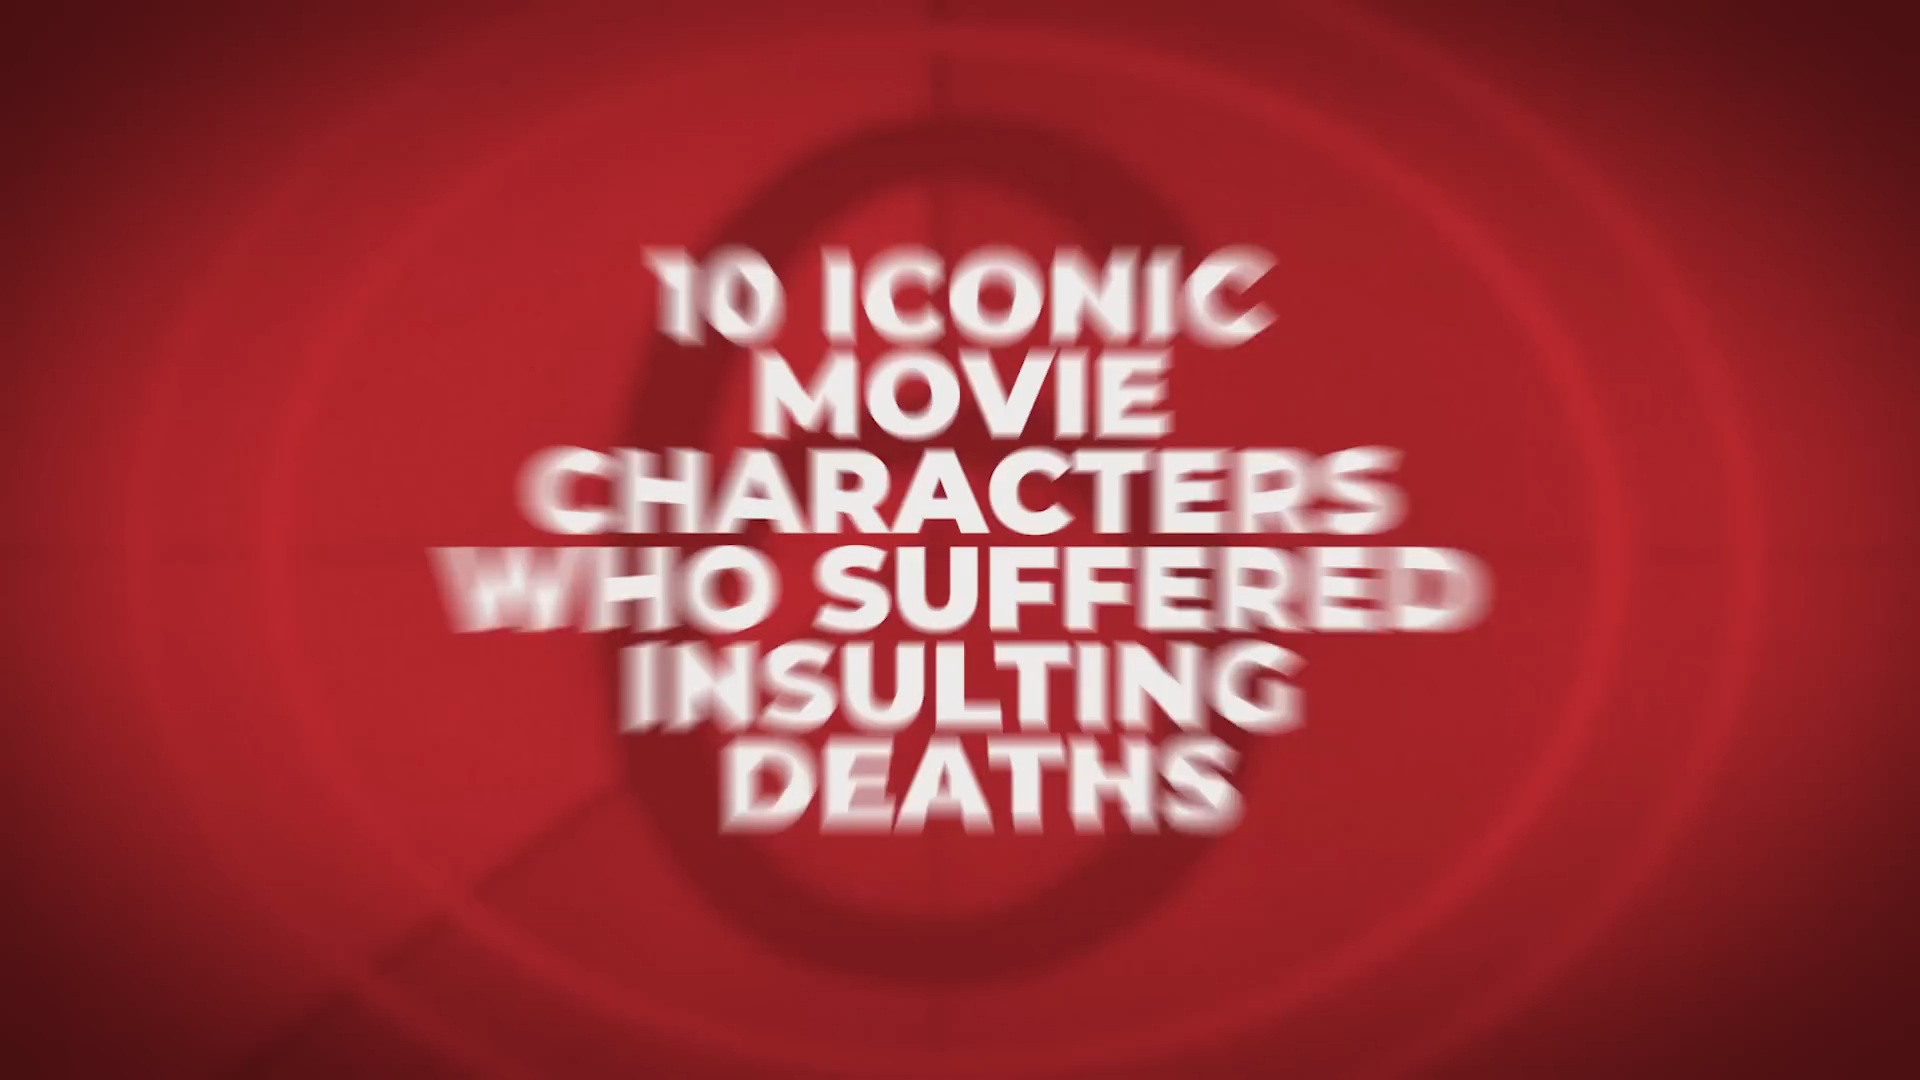 10 ICONIC
MOVIE
CHARACTERS
WHO SUFFERED
INSULTING
DEATHS